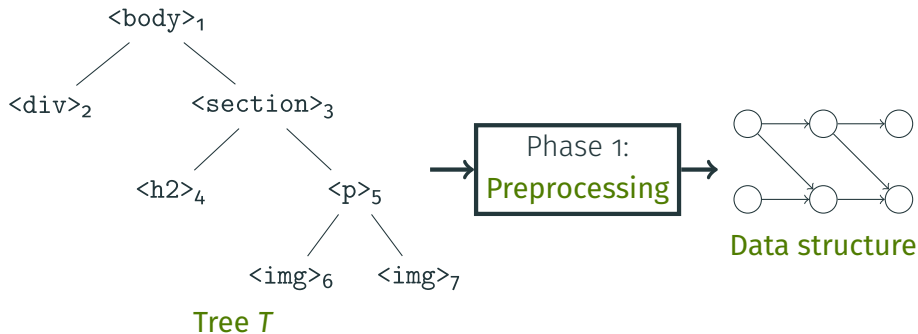 <body>₁
<div>₂ <section>₃
<h2>₄ <p>₅
<img>₆ <img>₇
Tree T
Phase 1:
Preprocessing
Data structure